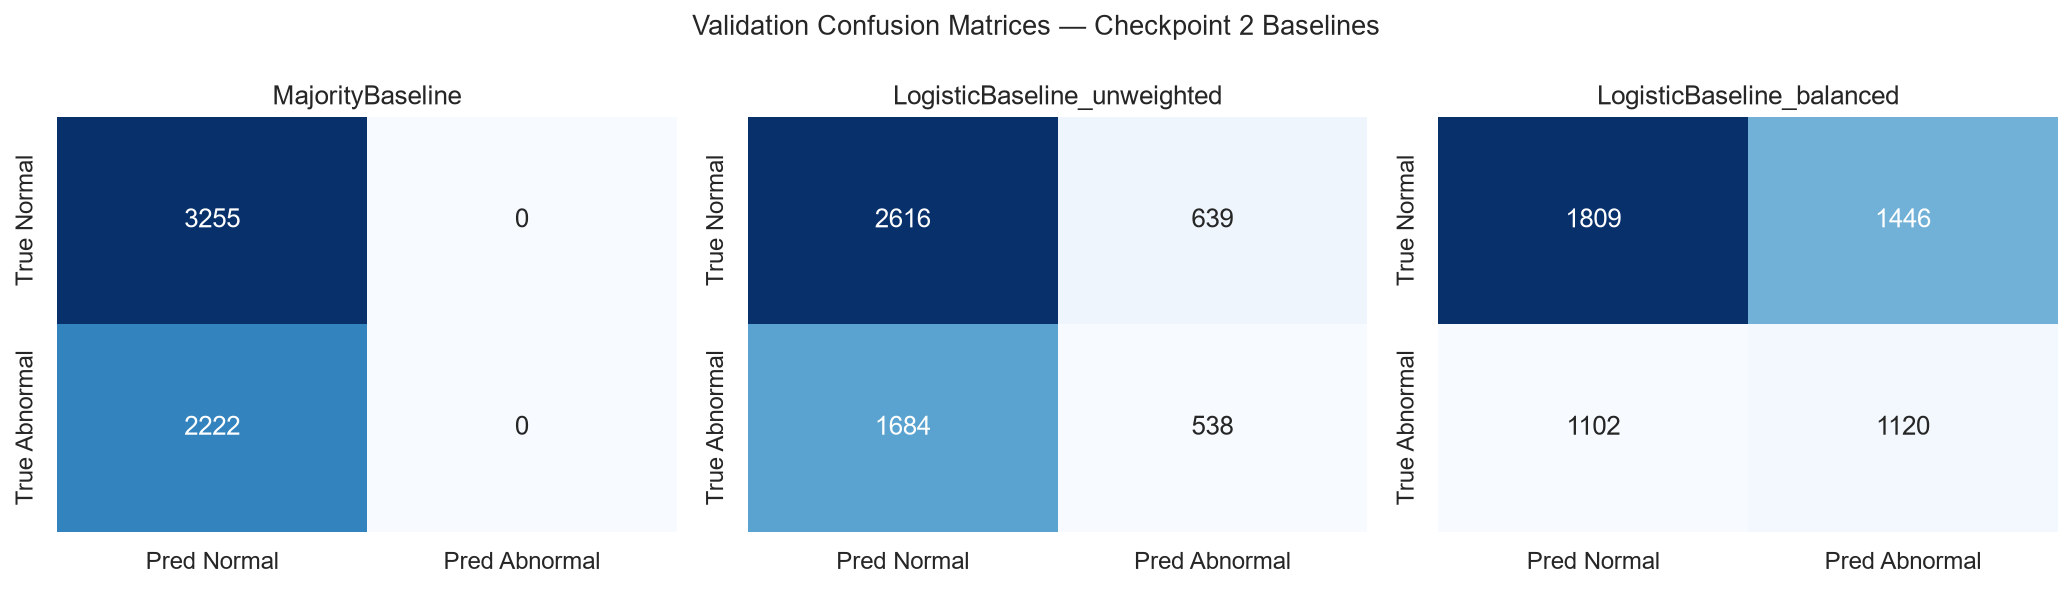 Validation Confusion Matrices — Checkpoint 2 Baselines
MajorityBaseline
True Normal
3255
0
True Abnormal
2222
0
Pred Normal
Pred Abnormal
LogisticBaseline_unweighted
True Normal
2616
639
True Abnormal
1684
538
Pred Normal
Pred Abnormal
LogisticBaseline_balanced
True Normal
1809
1446
True Abnormal
1102
1120
Pred Normal
Pred Abnormal